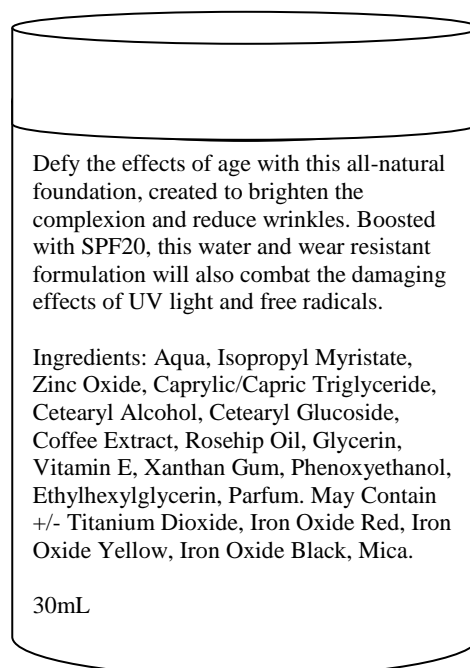 Defy the effects of age with this all-natural
foundation, created to brighten the
complexion and reduce wrinkles. Boosted
with SPF20, this water and wear resistant
formulation will also combat the damaging
effects of UV light and free radicals.
Ingredients: Aqua, Isopropyl Myristate,
Zinc Oxide, Caprylic/Capric Triglyceride,
Cetearyl Alcohol, Cetearyl Glucoside,
Coffee Extract, Rosehip Oil, Glycerin,
Vitamin E, Xanthan Gum, Phenoxyethanol,
Ethylhexylglycerin, Parfum. May Contain
+/- Titanium Dioxide, Iron Oxide Red, Iron
Oxide Yellow, Iron Oxide Black, Mica.
30mL